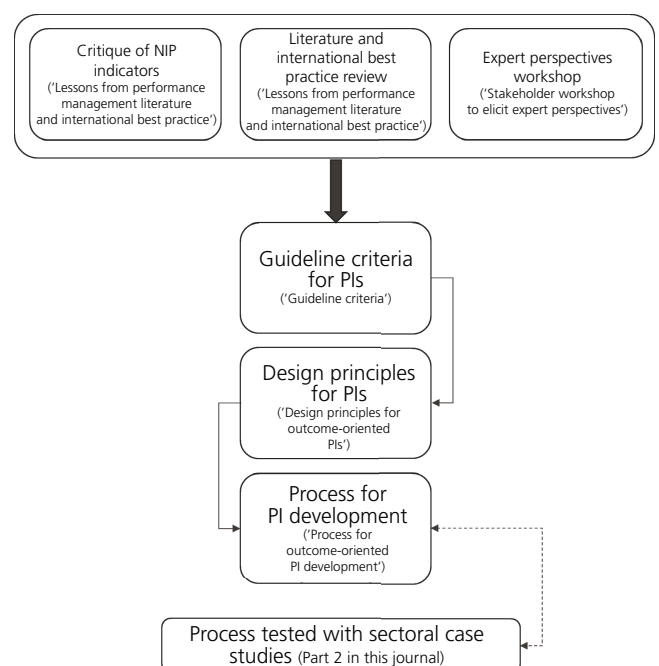 Critique of NIP
indicators
('Lessons from performance
management literature
and international best practice')
Literature and
international best
practice review
('Lessons from performance
management literature
and international best practice')
Expert perspectives
workshop
('Stakeholder workshop
to elicit expert perspectives')
Guideline criteria
for PIs
('Guideline criteria')
Design principles
for PIs
('Design principles for
outcome-oriented
PIs')
Process for
PI development
('Process for
outcome-oriented
PI development')
Process tested with sectoral case
studies (Part 2 in this journal)